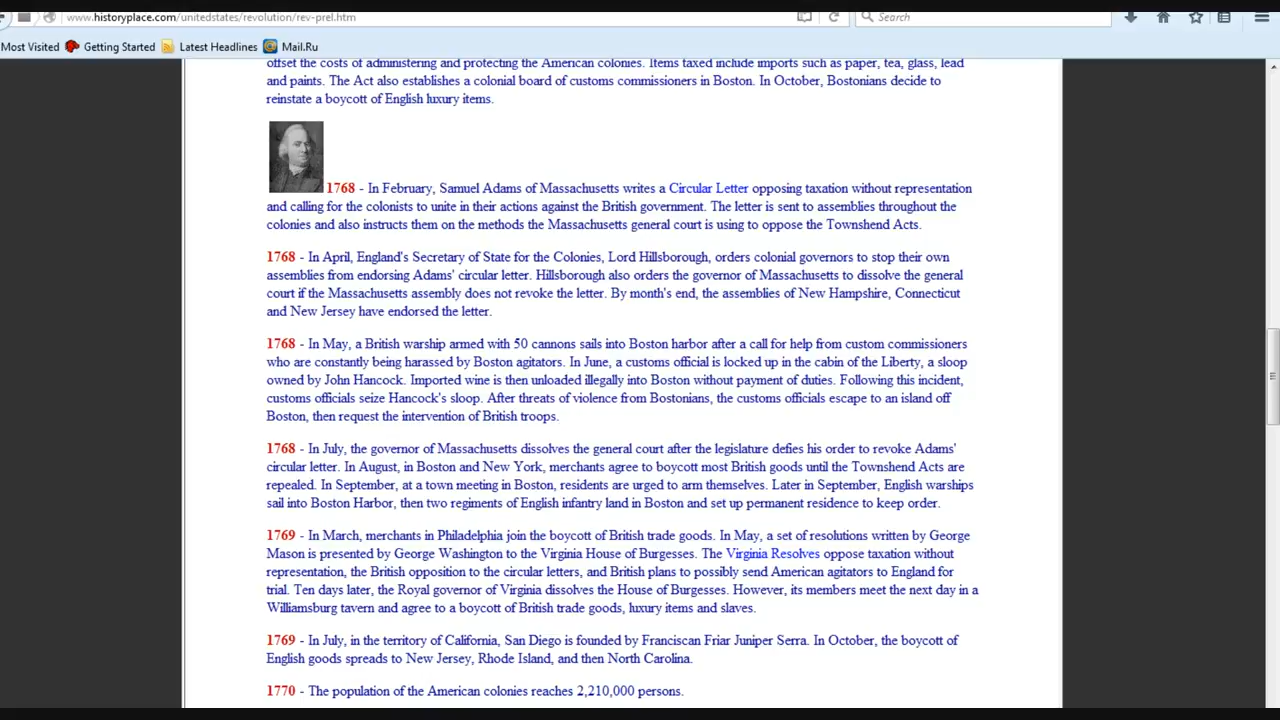 www.historyplace.com/unitedstates/revolution/rev-prel.htm
Search
Most Visited Getting Started Latest Headlines Mail.Ru
offset the costs of administering and protecting the American colonies. Items taxed include imports such as paper, tea, glass, lead
and paints. The Act also establishes a colonial board of customs commissioners in Boston. In October, Bostonians decide to
reinstate a boycott of English luxury items.
1768 - In February, Samuel Adams of Massachusetts writes a Circular Letter opposing taxation without representation
and calling for the colonists to unite in their actions against the British government. The letter is sent to assemblies throughout the
colonies and also instructs them on the methods the Massachusetts general court is using to oppose the Townshend Acts.
1768 - In April, England's Secretary of State for the Colonies, Lord Hillsborough, orders colonial governors to stop their own
assemblies from endorsing Adams' circular letter. Hillsborough also orders the governor of Massachusetts to dissolve the general
court if the Massachusetts assembly does not revoke the letter. By month's end, the assemblies of New Hampshire, Connecticut
and New Jersey have endorsed the letter.
1768 - In May, a British warship armed with 50 cannons sails into Boston harbor after a call for help from custom commissioners
who are constantly being harassed by Boston agitators. In June, a customs official is locked up in the cabin of the Liberty, a sloop
owned by John Hancock. Imported wine is then unloaded illegally into Boston without payment of duties. Following this incident,
customs officials seize Hancock's sloop. After threats of violence from Bostonians, the customs officials escape to an island off
Boston, then request the intervention of British troops.
1768 - In July, the governor of Massachusetts dissolves the general court after the legislature defies his order to revoke Adams'
circular letter. In August, in Boston and New York, merchants agree to boycott most British goods until the Townshend Acts are
repealed. In September, at a town meeting in Boston, residents are urged to arm themselves. Later in September, English warships
sail into Boston Harbor, then two regiments of English infantry land in Boston and set up permanent residence to keep order.
1769 - In March, merchants in Philadelphia join the boycott of British trade goods. In May, a set of resolutions written by George
Mason is presented by George Washington to the Virginia House of Burgesses. The Virginia Resolves oppose taxation without
representation, the British opposition to the circular letters, and British plans to possibly send American agitators to England for
trial. Ten days later, the Royal governor of Virginia dissolves the House of Burgesses. However, its members meet the next day in a
Williamsburg tavern and agree to a boycott of British trade goods, luxury items and slaves.
1769 - In July, in the territory of California, San Diego is founded by Franciscan Friar Juniper Serra. In October, the boycott of
English goods spreads to New Jersey, Rhode Island, and then North Carolina.
1770 - The population of the American colonies reaches 2,210,000 persons.